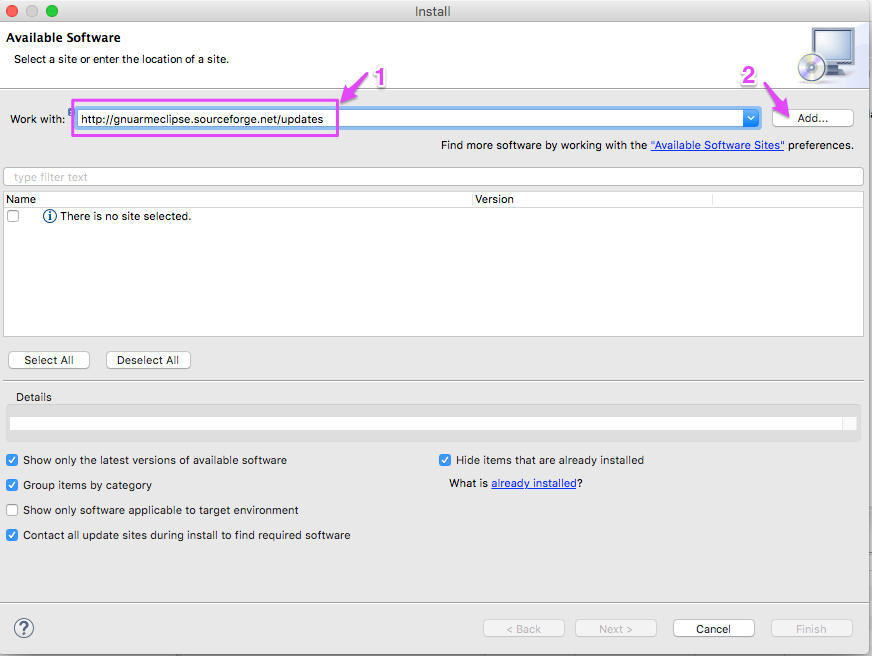 Install
Available Software
Select a site or enter the location of a site.
1
2
Work with: http://gnuarmeclipse.sourceforge.net/updates Add...
Find more software by working with the "Available Software Sites" preferences.
type filter text
Name Version
There is no site selected.
Select All Deselect All
Details
Show only the latest versions of available software Hide items that are already installed
Group items by category What is already installed?
Show only software applicable to target environment
Contact all update sites during install to find required software
? < Back Next > Cancel Finish